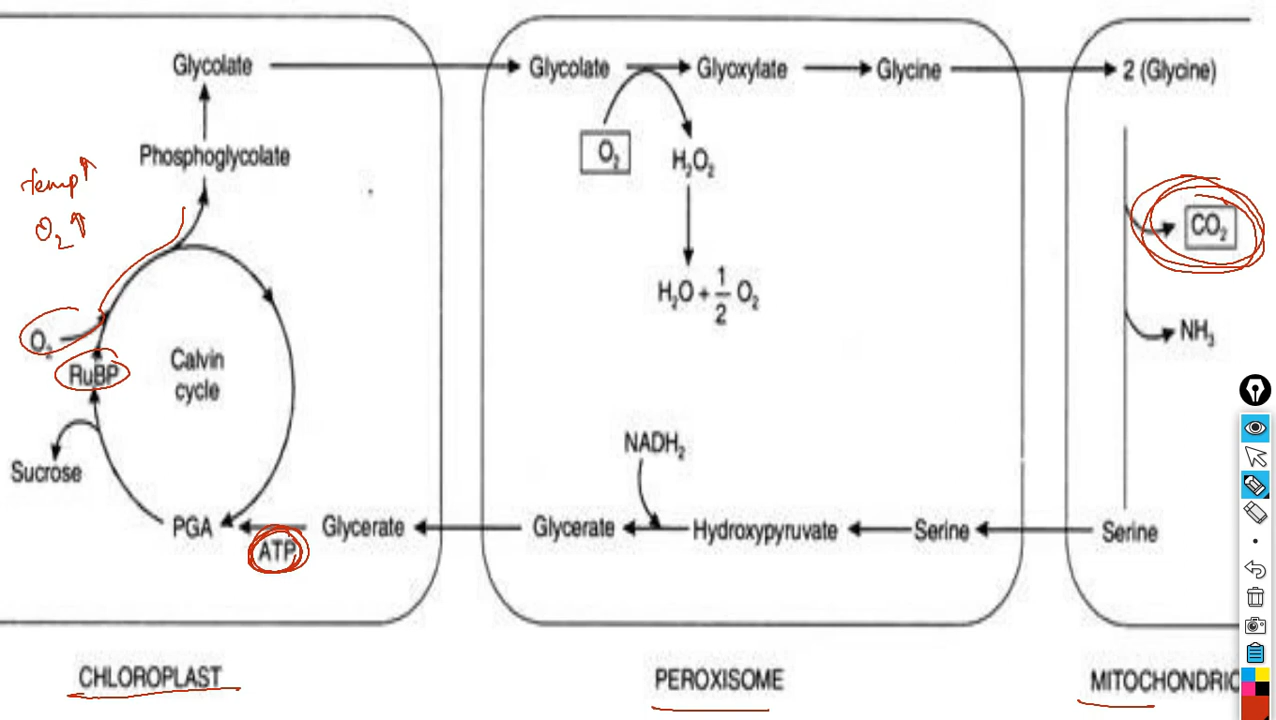 Glycolate
Glycolate
Glyoxylate
Glycine
2 (Glycine)
Phosphoglycolate
O₂
H₂O₂
temp↑
O₂↑
CO₂
H₂O + 1/2 O₂
O₂
NH₃
RuBP
Calvin
cycle
NADH₂
Sucrose
PGA
ATP
Glycerate
Glycerate
Hydroxypyruvate
Serine
Serine
CHLOROPLAST
PEROXISOME
MITOCHONDRIO